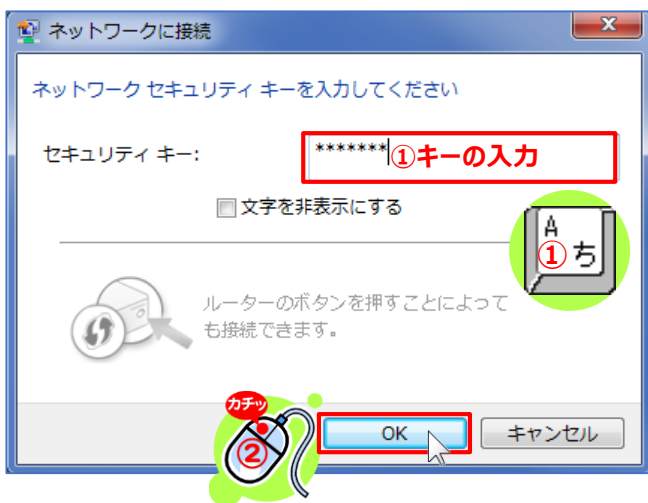 ネットワークに接続
ネットワーク セキュリティ キーを入力してください
セキュリティ キー:
*******
①キーの入力
文字を非表示にする
A
①ち
ルーターのボタンを押すことによって
も接続できます。
カチッ
②
OK
キャンセル